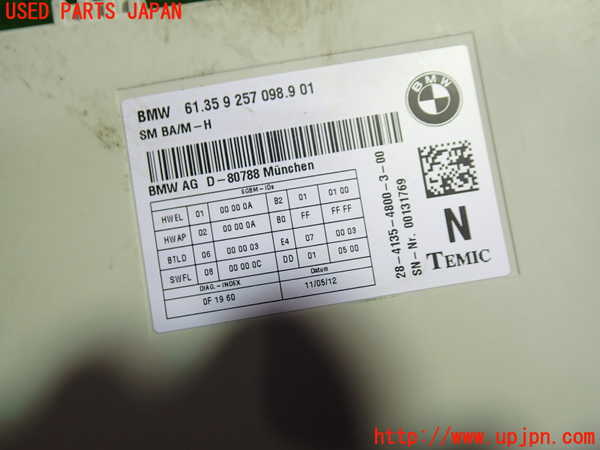 USED PARTS JAPAN
BMW 61.35 9 257 098.9 01
SM BA/M-H
BMW
BMW AG D-80788 München
SGBM-IDs
HWEL 01 00 00 0A B2 01 01 00
HWAP 02 00 00 0A B0 FF FF FF
BTLD 06 00 00 03 E4 07 00 03
SWFL 08 00 00 0C DD 01 05 00
DIAG.-INDEX Datum
0F 19 60 11/05/12
28-4135-4800-3-00
SN-Nr. 00131769
N
TEMIC
http://www.upjpn.com/